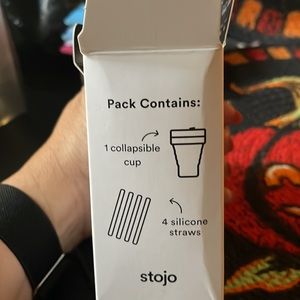 Pack Contains:
1 collapsible
cup
4 silicone
straws
stojo